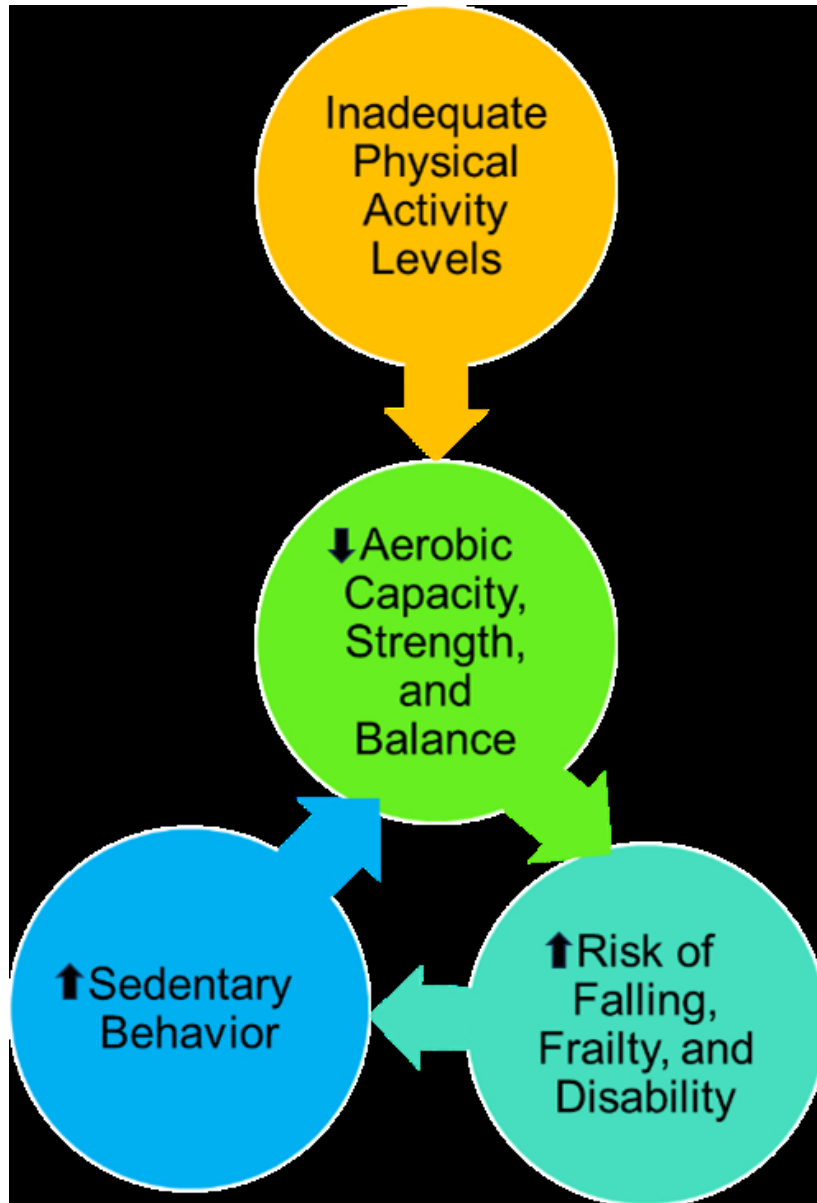 Inadequate
Physical
Activity
Levels
⬇Aerobic
Capacity,
Strength,
and
Balance
⬆Risk of
Falling,
Frailty, and
Disability
⬆Sedentary
Behavior